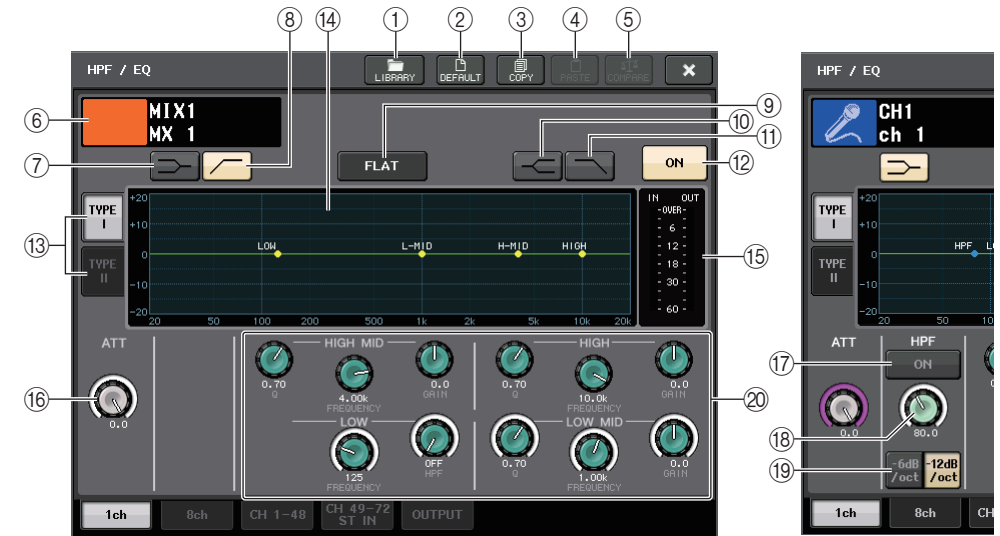 ⑧ ⑭ ① ② ③ ④ ⑤
HPF / EQ
LIBRARY DEFAULT COPY PASTE COMPARE ×
⑥ MIX1
MX 1
⑦ FLAT ON ⑨ ⑩ ⑪ ⑫
⑬ TYPE I
TYPE II
+20
+10
0
-10
-20
LOW L-MID H-MID HIGH
20 50 100 200 500 1k 2k 5k 10k 20k
IN OUT
-OVER-
- 6 -
- 12 -
- 18 -
- 30 -
- 60 -
⑮
ATT
⑯ 0.0
HIGH MID
0.70 4.00k 0.0
Q FREQUENCY GAIN
HIGH
0.70 10.0k 0.0
Q FREQUENCY GAIN
⑳
LOW
125 OFF
FREQUENCY HPF
LOW MID
0.70 1.00k 0.0
Q FREQUENCY GAIN
1ch 8ch CH 1-48 CH 49-72
ST IN OUTPUT
HPF / EQ
CH1
ch 1
TYPE I
TYPE II
+20
+10
0
-10
-20
HPF
20 50
ATT HPF
⑰ ON
0.0 ⑱ 80.0
⑲ -6dB
/oct -12dB
/oct
1ch 8ch CH